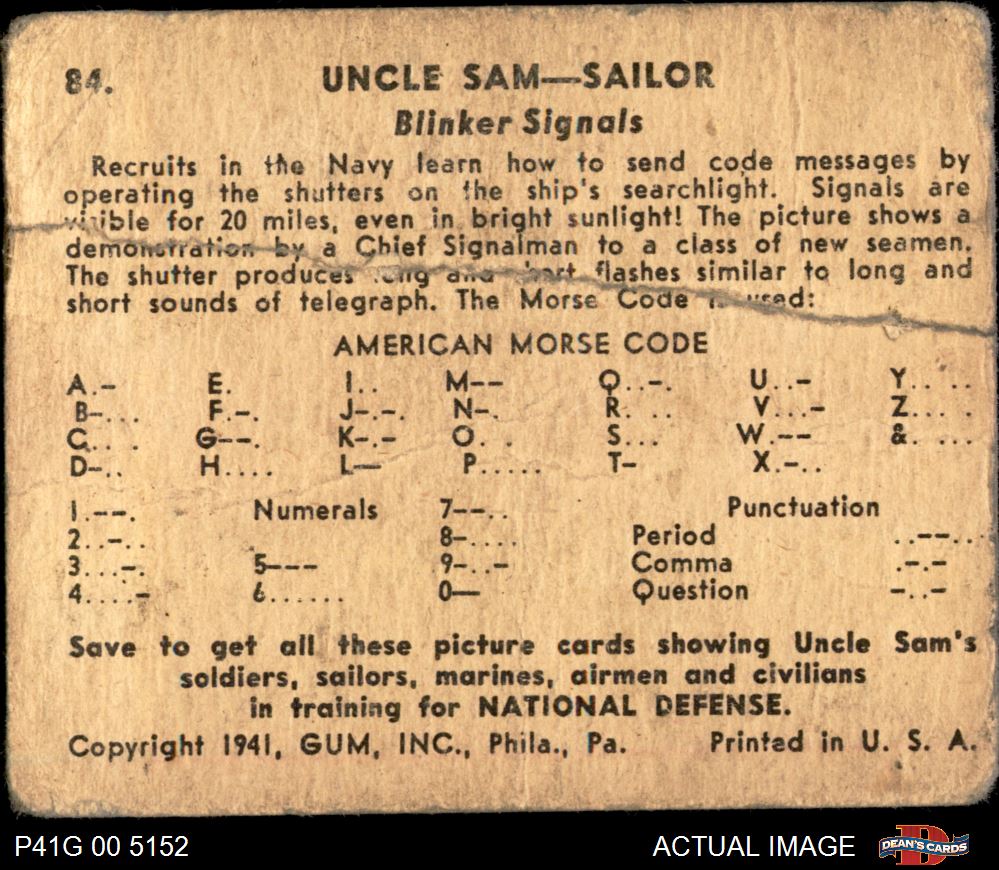 84. UNCLE SAM—SAILOR
Blinker Signals
Recruits in the Navy learn how to send code messages by
operating the shutters on the ship's searchlight. Signals are
visible for 20 miles, even in bright sunlight! The picture shows a
demonstration by a Chief Signalman to a class of new seamen.
The shutter produces long and short flashes similar to long and
short sounds of telegraph. The Morse Code is used:
AMERICAN MORSE CODE
A.- E. I.. M-- Q..-. U..- Y.. ..
B-... F.-. J-.-. N-. R. .. V...- Z... .
C.. . G--. K-.- O. . S... W.-- &. ...
D-.. H.... L— P..... T- X.-..
1.--. Numerals 7--.. Punctuation
2..-.. 8-.... Period ..--..
3...-. 5--- 9-..- Comma .-.-
4....- 6...... 0— Question -..-
Save to get all these picture cards showing Uncle Sam's
soldiers, sailors, marines, airmen and civilians
in training for NATIONAL DEFENSE.
Copyright 1941, GUM, INC., Phila., Pa. Printed in U. S. A.
P41G 00 5152 ACTUAL IMAGE D DEAN'S CARDS